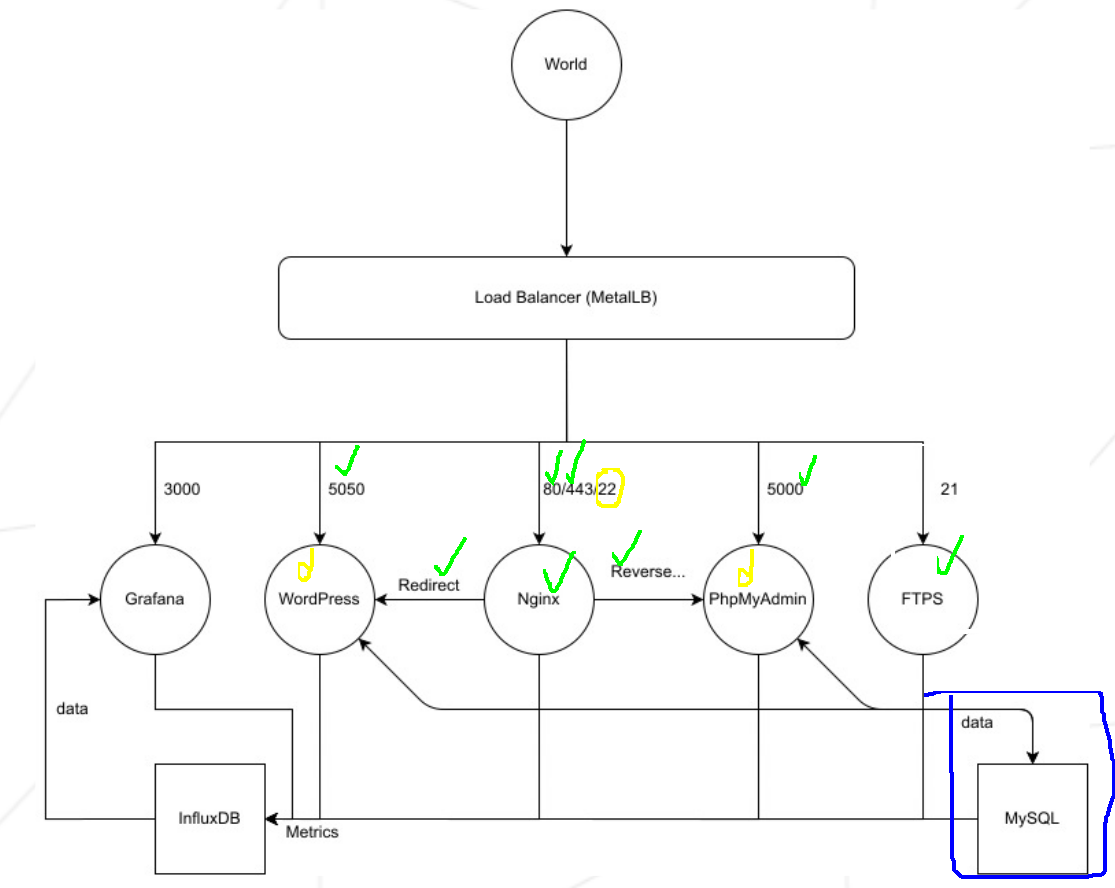 World
Load Balancer (MetalLB)
3000
5050
80/443/22
5000
21
Redirect
Reverse...
Grafana
WordPress
Nginx
PhpMyAdmin
FTPS
data
data
InfluxDB
Metrics
MySQL